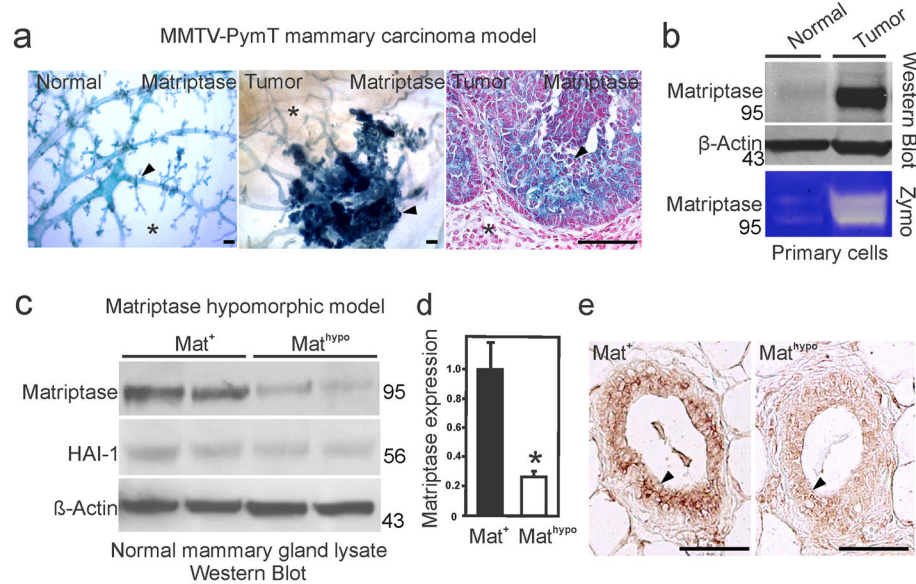 a
MMTV-PymT mammary carcinoma model
Normal Matriptase
*
Tumor Matriptase
*
Tumor Matriptase
*
b
Normal Tumor
Matriptase
95
β-Actin
43
Matriptase
95
Western Blot
Zymo
Primary cells
c
Matriptase hypomorphic model
Mat⁺ Matʰʸᵖᵒ
Matriptase 95
HAI-1 56
ß-Actin 43
Normal mammary gland lysate
Western Blot
d
Matriptase expression
1.0
0.8
0.6
0.4
0.2
0
*
Mat⁺ Matʰʸᵖᵒ
e
Mat⁺
Matʰʸᵖᵒ